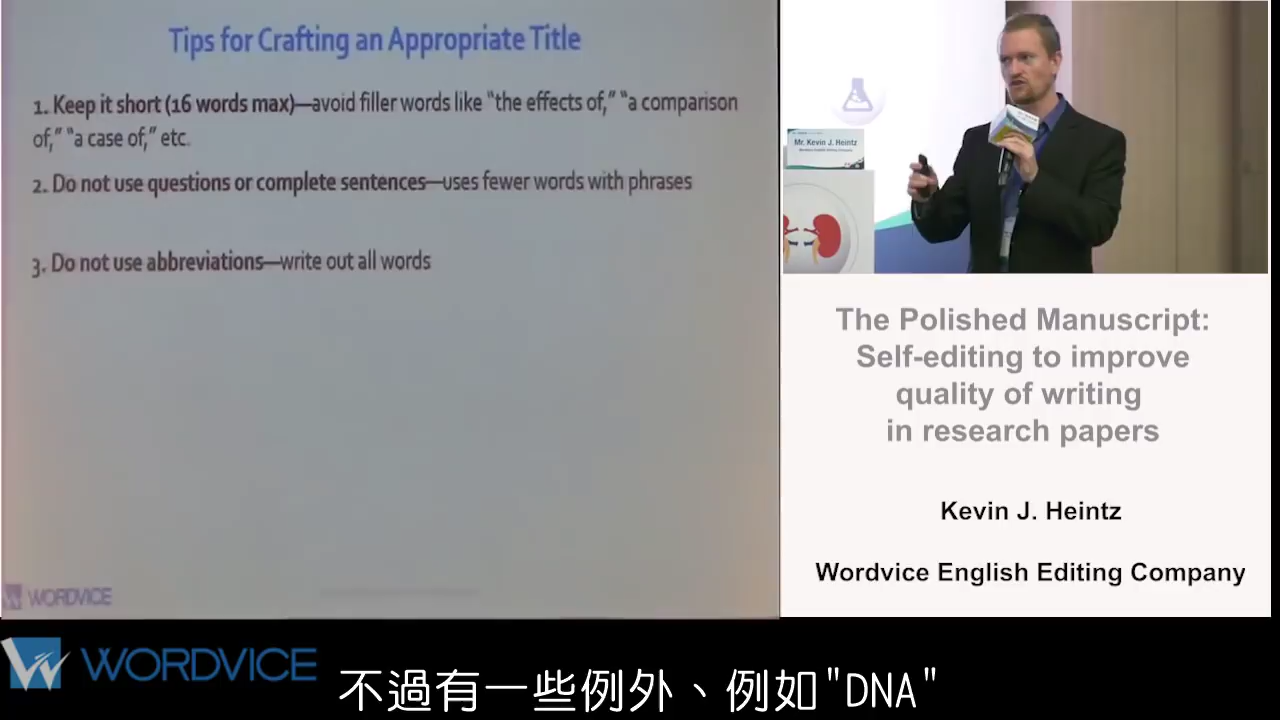 Tips for Crafting an Appropriate Title
1. Keep it short (16 words max)—avoid filler words like “the effects of,” “a comparison
of,” “a case of,” etc.
2. Do not use questions or complete sentences—uses fewer words with phrases
3. Do not use abbreviations—write out all words
WORDVICE
Mr. Kevin J. Heintz
The Polished Manuscript:
Self-editing to improve
quality of writing
in research papers
Kevin J. Heintz
Wordvice English Editing Company
WORDVICE
不過有一些例外、例如"DNA"